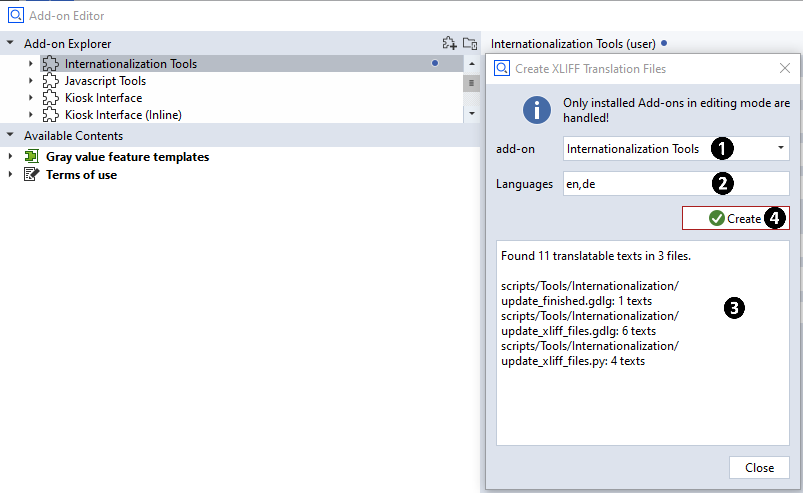 Add-on Editor
Add-on Explorer
Internationalization Tools
Javascript Tools
Kiosk Interface
Kiosk Interface (Inline)
Available Contents
Gray value feature templates
Terms of use
Internationalization Tools (user)
Create XLIFF Translation Files
Only installed Add-ons in editing mode are
handled!
add-on Internationalization Tools 1
Languages en,de 2
Create 4
Found 11 translatable texts in 3 files.
scripts/Tools/Internationalization/
update_finished.gdlg: 1 texts
scripts/Tools/Internationalization/
update_xliff_files.gdlg: 6 texts
scripts/Tools/Internationalization/
update_xliff_files.py: 4 texts
3
Close